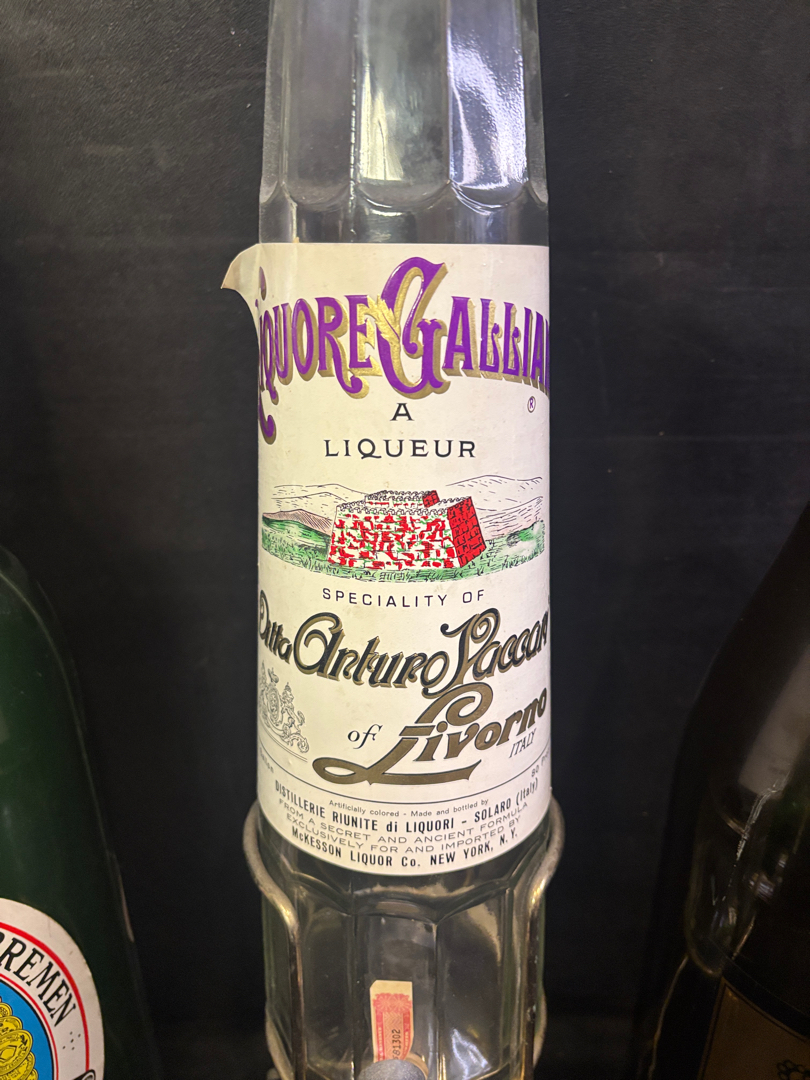 IQUORE GALLIAN
®
A
LIQUEUR
SPECIALITY OF
Ditta Arturo Vaccari
of Livorno
ITALY
Artificially colored - Made and bottled by
DISTILLERIE RIUNITE di LIQUORI - SOLARO (Italy)
FROM A SECRET AND ANCIENT FORMULA
EXCLUSIVELY FOR AND IMPORTED BY
McKESSON LIQUOR Co. NEW YORK, N.Y.
REMEN